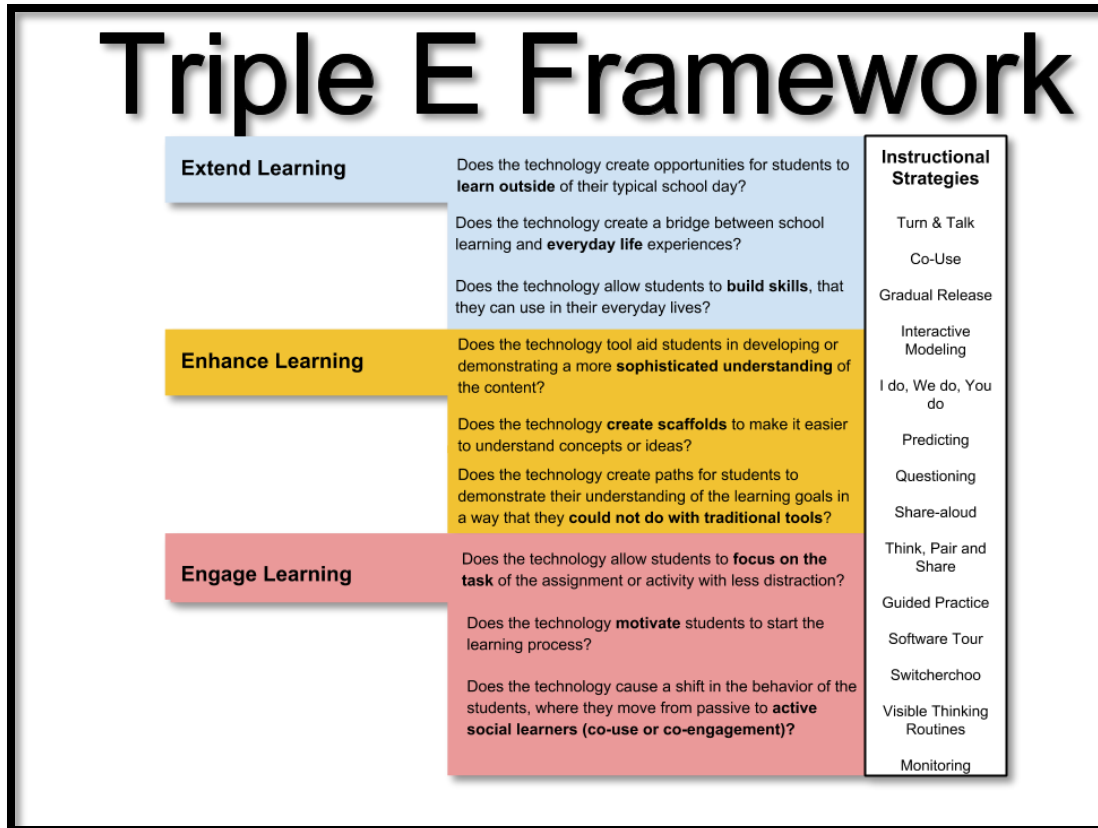 Triple E Framework
Extend Learning
Does the technology create opportunities for students to
learn outside of their typical school day?
Does the technology create a bridge between school
learning and everyday life experiences?
Does the technology allow students to build skills, that
they can use in their everyday lives?
Enhance Learning
Does the technology tool aid students in developing or
demonstrating a more sophisticated understanding of
the content?
Does the technology create scaffolds to make it easier
to understand concepts or ideas?
Does the technology create paths for students to
demonstrate their understanding of the learning goals in
a way that they could not do with traditional tools?
Engage Learning
Does the technology allow students to focus on the
task of the assignment or activity with less distraction?
Does the technology motivate students to start the
learning process?
Does the technology cause a shift in the behavior of the
students, where they move from passive to active
social learners (co-use or co-engagement)?
Instructional
Strategies
Turn & Talk
Co-Use
Gradual Release
Interactive
Modeling
I do, We do, You
do
Predicting
Questioning
Share-aloud
Think, Pair and
Share
Guided Practice
Software Tour
Switcherchoo
Visible Thinking
Routines
Monitoring